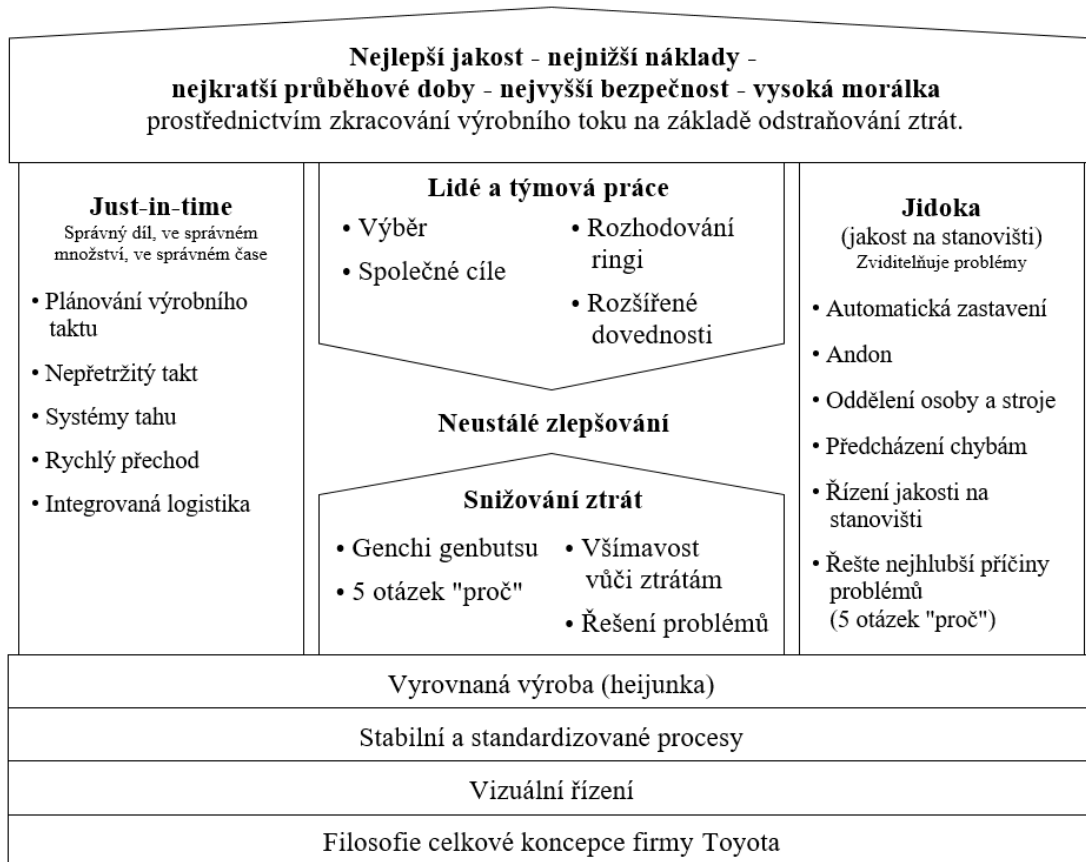 Nejlepší jakost - nejnižší náklady -
nejkratší průběhové doby - nejvyšší bezpečnost - vysoká morálka
prostřednictvím zkracování výrobního toku na základě odstraňování ztrát.
Just-in-time
Správný díl, ve správném
množství, ve správném čase
• Plánování výrobního
taktu
• Nepřetržitý takt
• Systémy tahu
• Rychlý přechod
• Integrovaná logistika
Lidé a týmová práce
• Výběr
• Společné cíle
• Rozhodování
ringi
• Rozšířené
dovednosti
Neustálé zlepšování
Snižování ztrát
• Genchi genbutsu
• 5 otázek "proč"
• Všímavost
vůči ztrátám
• Řešení problémů
Jidoka
(jakost na stanovišti)
Zviditelňuje problémy
• Automatická zastavení
• Andon
• Oddělení osoby a stroje
• Předcházení chybám
• Řízení jakosti na
stanovišti
• Řešte nejhlubší příčiny
problémů
(5 otázek "proč")
Vyrovnaná výroba (heijunka)
Stabilní a standardizované procesy
Vizuální řízení
Filosofie celkové koncepce firmy Toyota